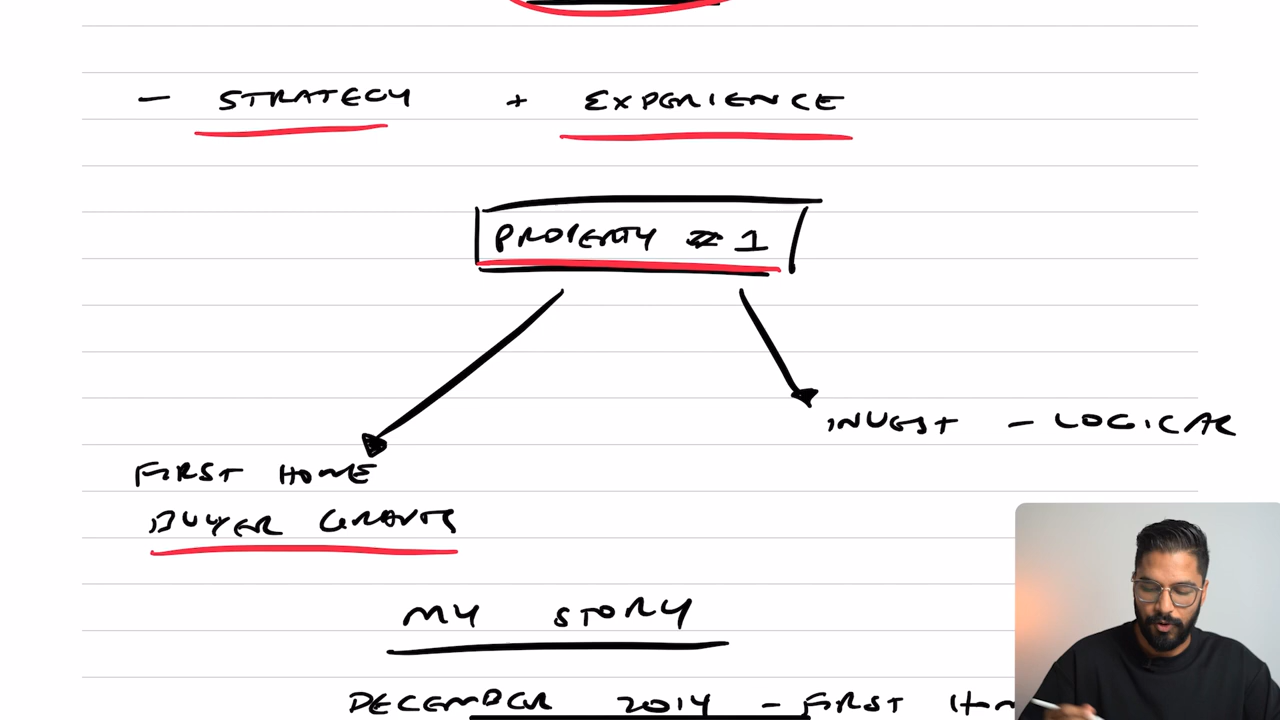 - STRATEGY + EXPERIENCE
PROPERTY # 1
INVEST - LOGICAL
FIRST HOME
BUYER GRANTS
MY STORY
DECEMBER 2014 - FIRST